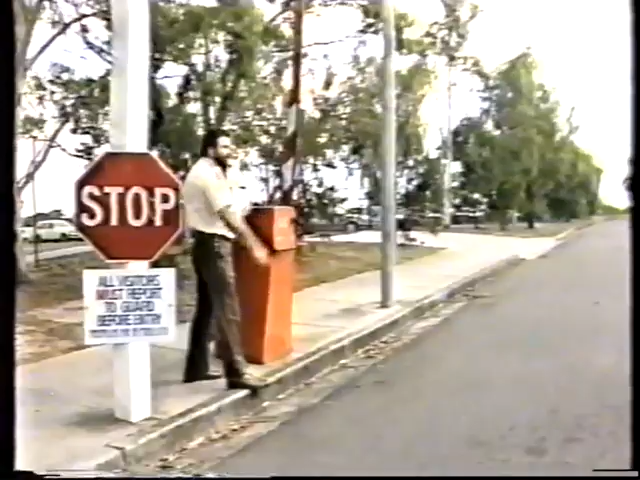 STOP
ALL VISITORS
MUST REPORT
TO GUARD
BEFORE ENTRY